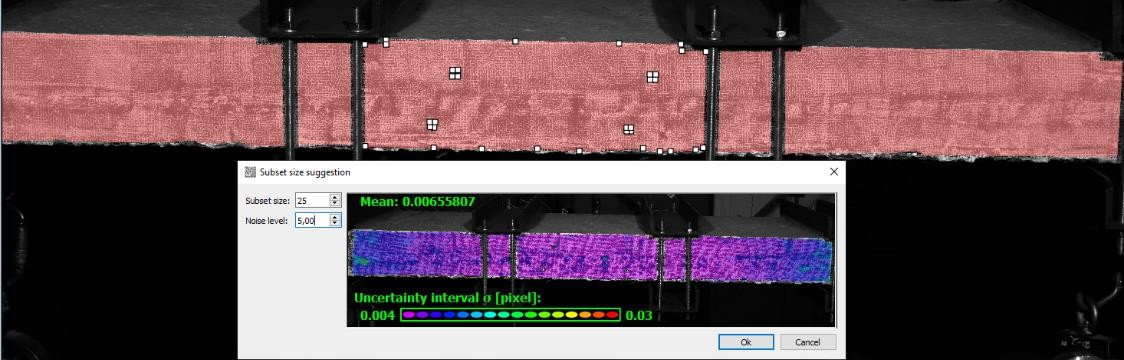 Subset size suggestion
Subset size: 25
Noise level: 5,00
Mean: 0.00655807
Uncertainty interval σ [pixel]:
0.004 0.03
Ok Cancel